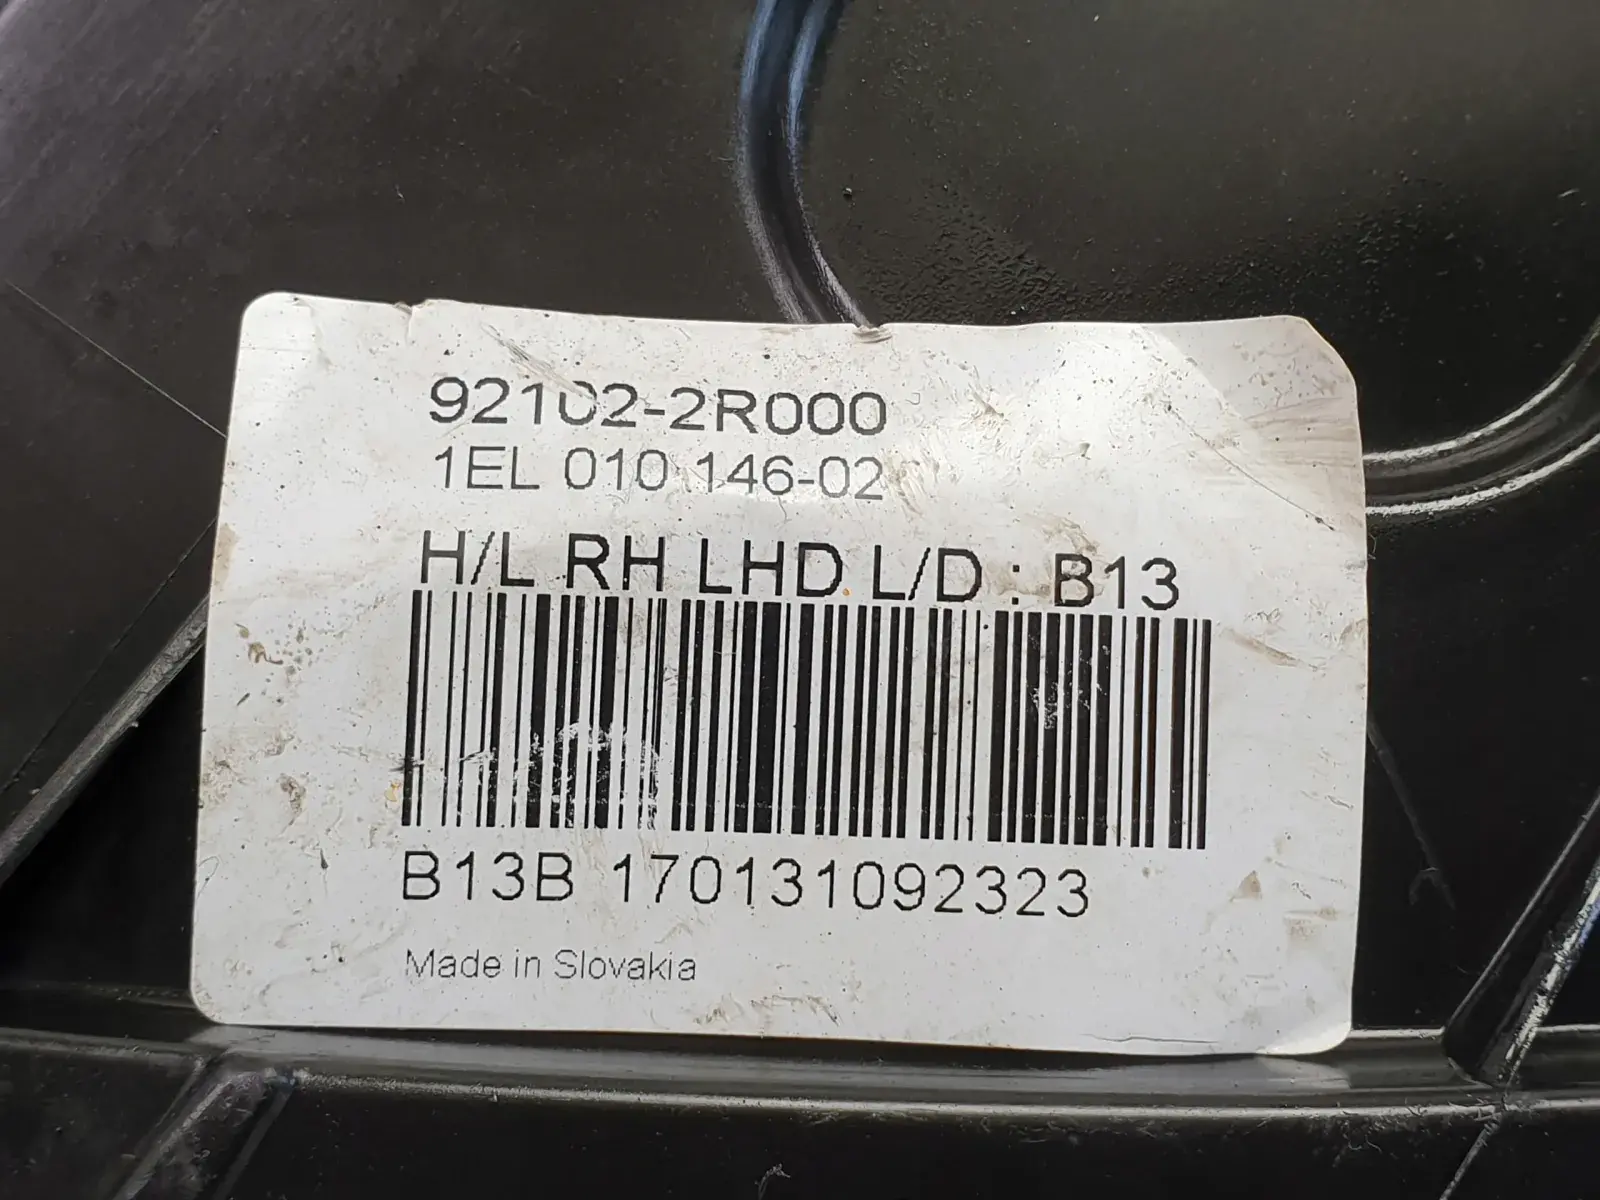 92102-2R000
1EL 010 146-02
H/L RH LHD L/D : B13
B13B 170131092323
Made in Slovakia